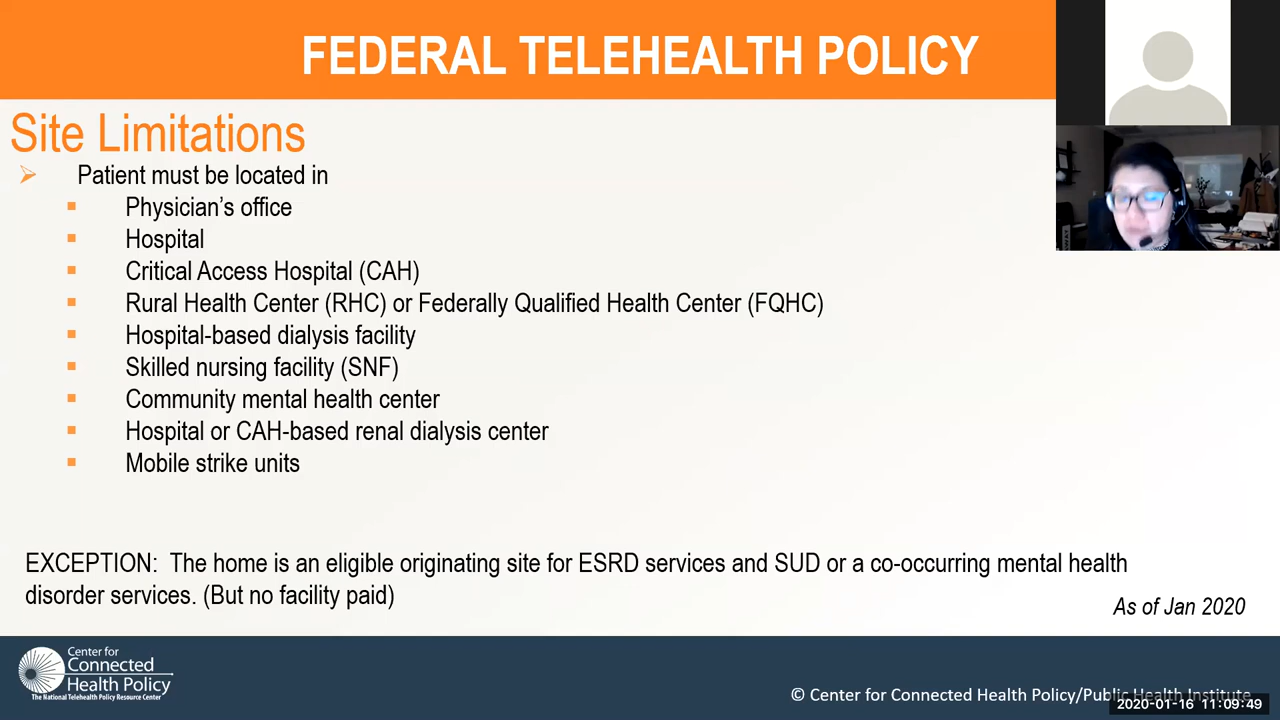 FEDERAL TELEHEALTH POLICY
Site Limitations
Patient must be located in
Physician's office
Hospital
Critical Access Hospital (CAH)
Rural Health Center (RHC) or Federally Qualified Health Center (FQHC)
Hospital-based dialysis facility
Skilled nursing facility (SNF)
Community mental health center
Hospital or CAH-based renal dialysis center
Mobile strike units
EXCEPTION: The home is an eligible originating site for ESRD services and SUD or a co-occurring mental health
disorder services. (But no facility paid)
As of Jan 2020
Center for
Connected
Health Policy
The National Telehealth Policy Resource Center
© Center for Connected Health Policy/Public Health Institute
2020-01-16 11:09:49